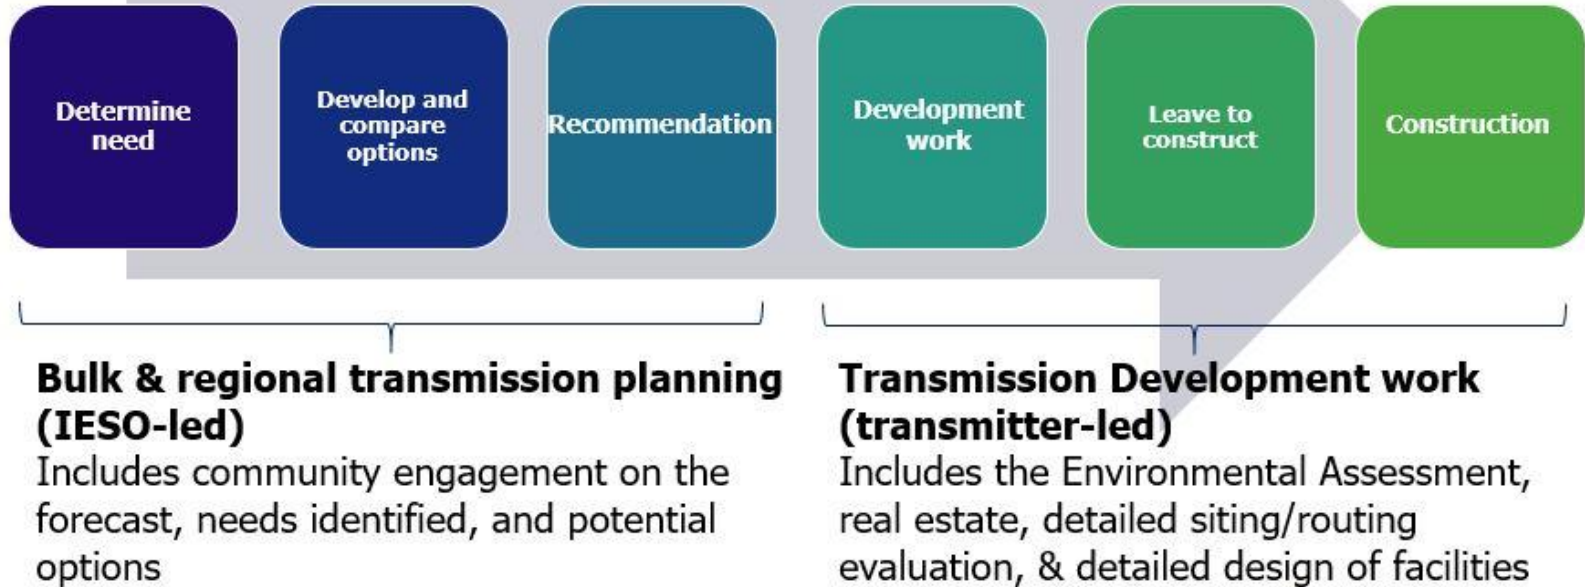 Determine
need
Develop and
compare
options
Recommendation
Development
work
Leave to
construct
Construction
Bulk & regional transmission planning
(IESO-led)
Includes community engagement on the
forecast, needs identified, and potential
options
Transmission Development work
(transmitter-led)
Includes the Environmental Assessment,
real estate, detailed siting/routing
evaluation, & detailed design of facilities